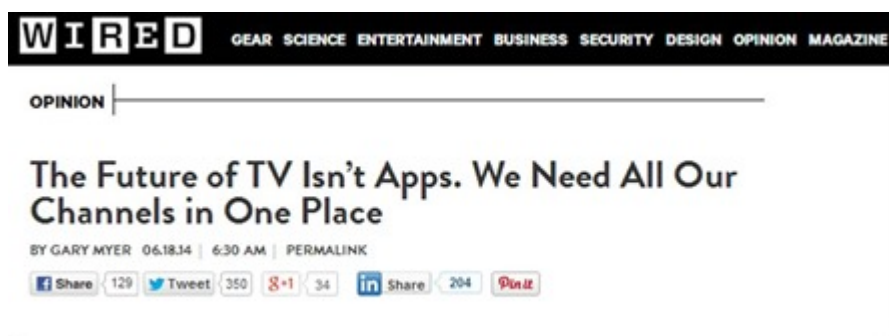 WIRED GEAR SCIENCE ENTERTAINMENT BUSINESS SECURITY DESIGN OPINION MAGAZINE
OPINION
The Future of TV Isn't Apps. We Need All Our
Channels in One Place
BY GARY MYER 06.18.14 | 6:30 AM | PERMALINK
Share 129 Tweet 350 g+1 34 in Share 204 Pin it